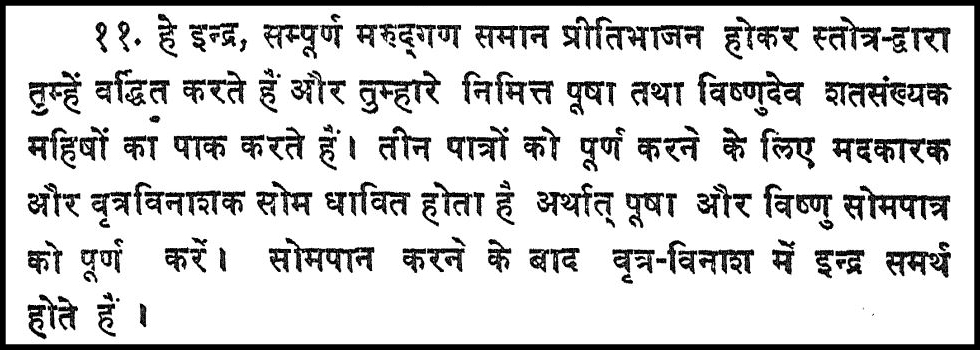 ११. हे इन्द्र, सम्पूर्ण मरुद्‌गण समान प्रीतिभाजन होकर स्तोत्र-द्वारा
तुम्हें वर्द्धित करते हैं और तुम्हारे निमित्त पूषा तथा विष्णुदेव शतसंख्यक
महिषों का पाक करते हैं। तीन पात्रों को पूर्ण करने के लिए मदकारक
और वृत्रविनाशक सोम धावित होता है अर्थात् पूषा और विष्णु सोमपात्र
को पूर्ण करें। सोमपान करने के बाद वृत्र-विनाश में इन्द्र समर्थ
होते हैं ।